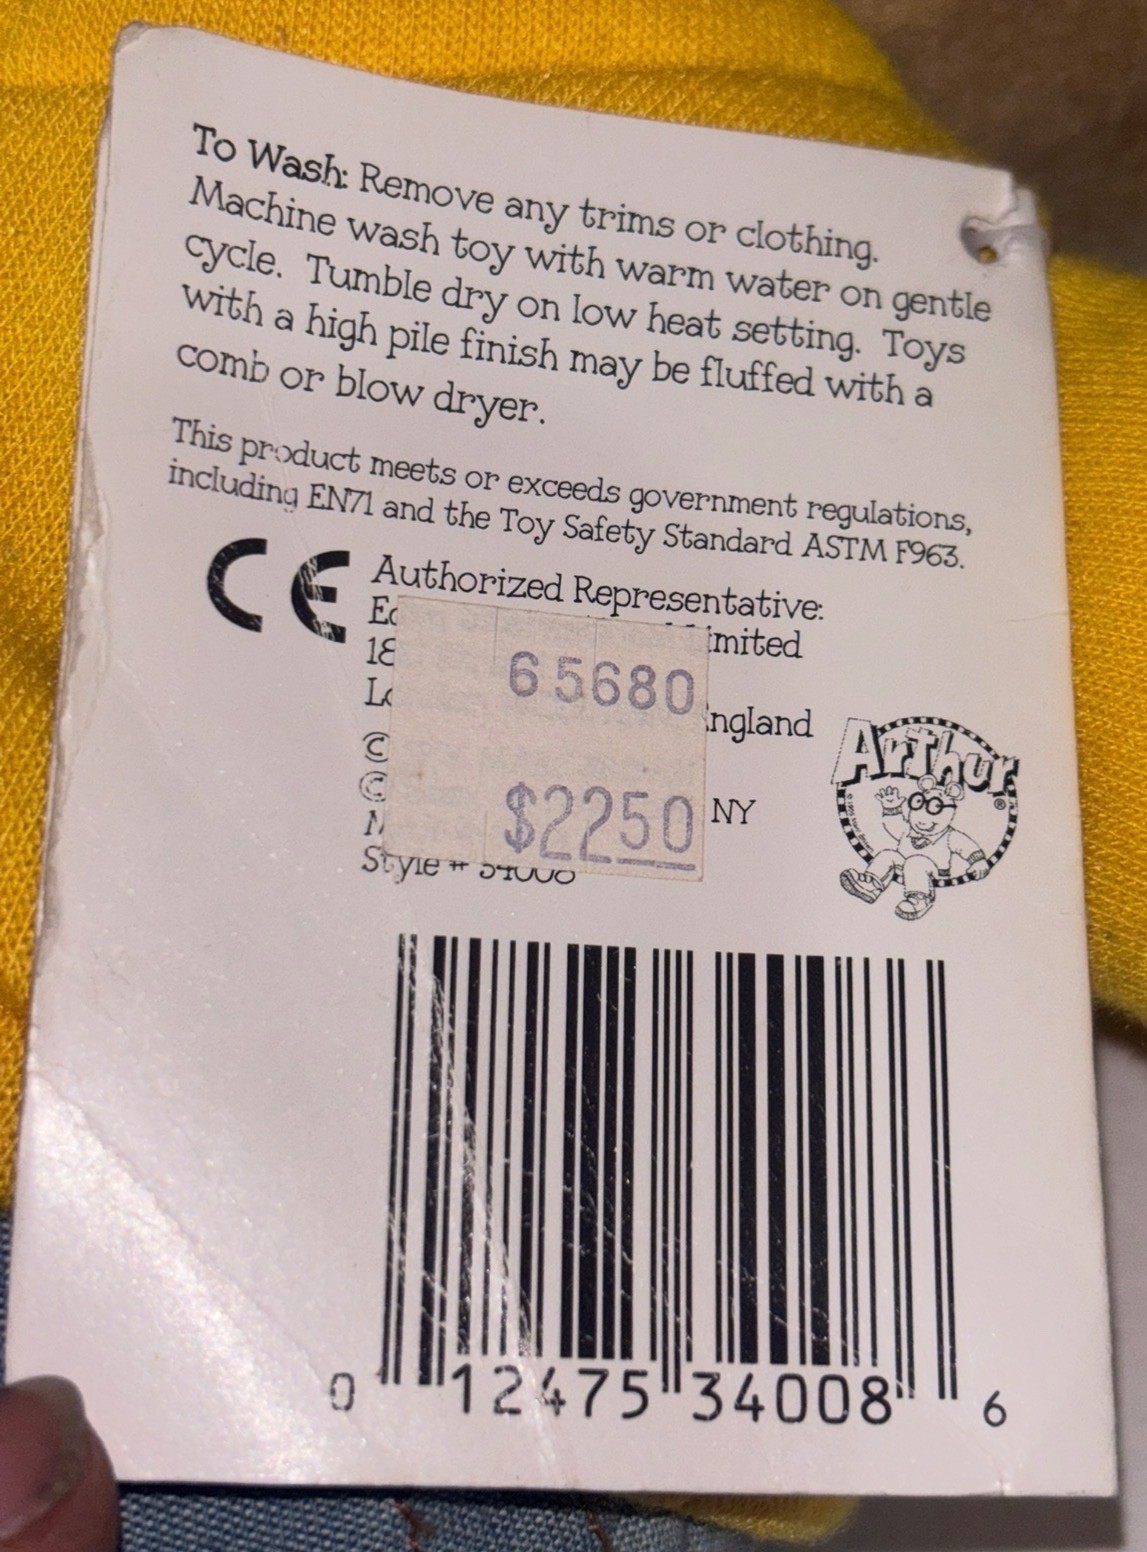 To Wash: Remove any trims or clothing.
Machine wash toy with warm water on gentle
cycle. Tumble dry on low heat setting. Toys
with a high pile finish may be fluffed with a
comb or blow dryer.
This product meets or exceeds government regulations,
including EN71 and the Toy Safety Standard ASTM F963.
CE
Authorized Representative:
65680
$2250
NY
Style # 34008
Arthur
®
0 12475 34008 6